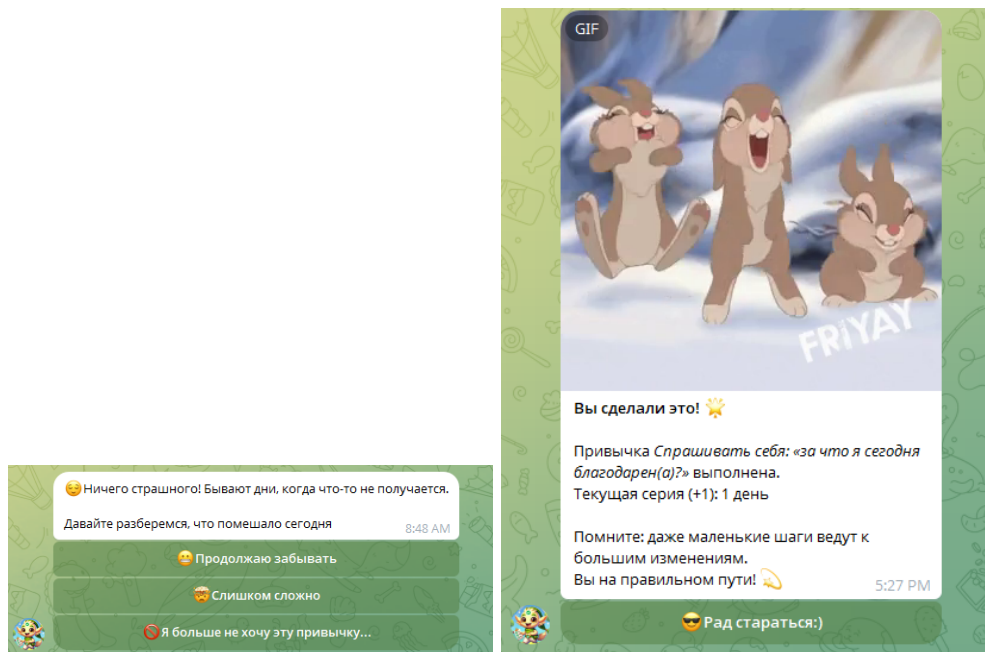 😌Ничего страшного! Бывают дни, когда что-то не получается.
Давайте разберемся, что помешало сегодня
8:48 AM
😬Продолжаю забывать
🤯Слишком сложно
🚫Я больше не хочу эту привычку...
GIF
FRIYAY
Вы сделали это! 🌟
Привычка Спрашивать себя: «за что я сегодня
благодарен(а)?» выполнена.
Текущая серия (+1): 1 день
Помните: даже маленькие шаги ведут к
большим изменениям.
Вы на правильном пути! 💫
5:27 PM
😎Рад стараться:)